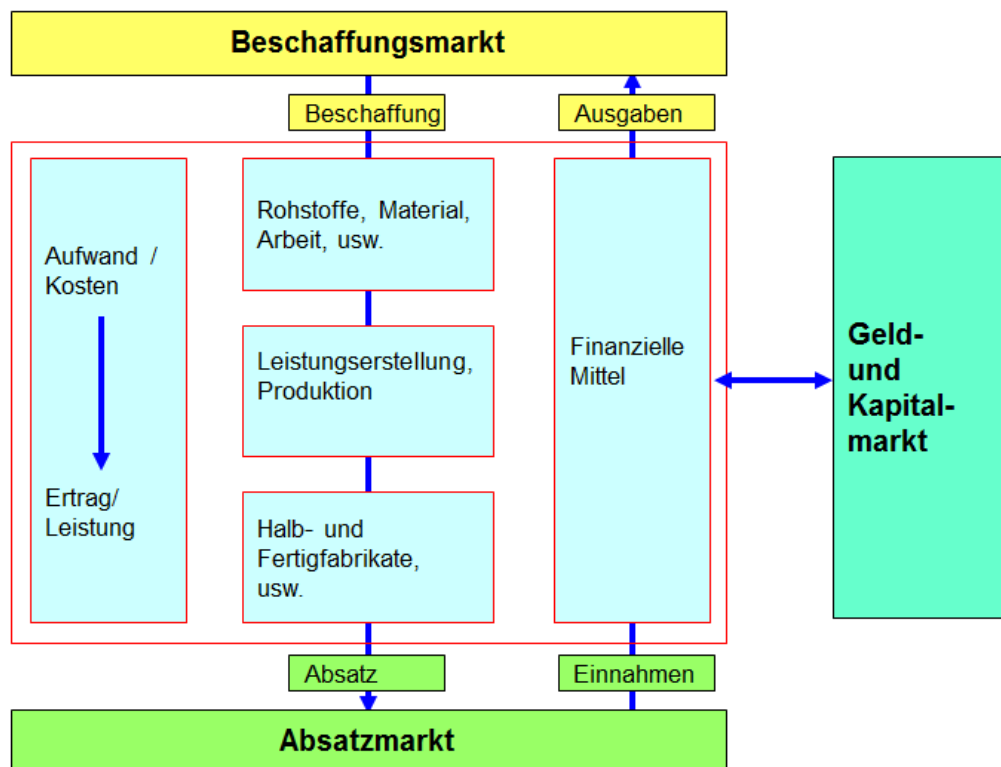 Beschaffungsmarkt
Beschaffung
Ausgaben
Aufwand /
Kosten
Ertrag/
Leistung
Rohstoffe, Material,
Arbeit, usw.
Leistungserstellung,
Produktion
Halb- und
Fertigfabrikate,
usw.
Finanzielle
Mittel
Geld-
und
Kapital-
markt
Absatz
Einnahmen
Absatzmarkt